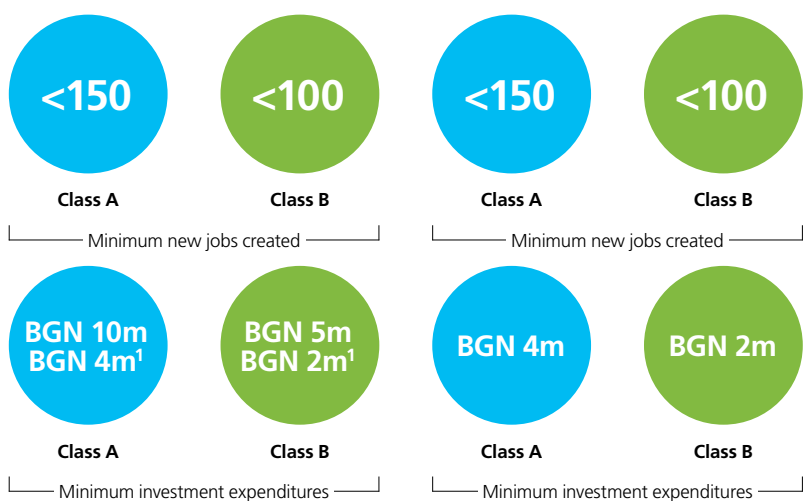 <150 <100 <150 <100
Class A Class B Class A Class B
Minimum new jobs created Minimum new jobs created
BGN 10m BGN 5m
BGN 4m¹ BGN 2m¹ BGN 4m BGN 2m
Class A Class B Class A Class B
Minimum investment expenditures Minimum investment expenditures